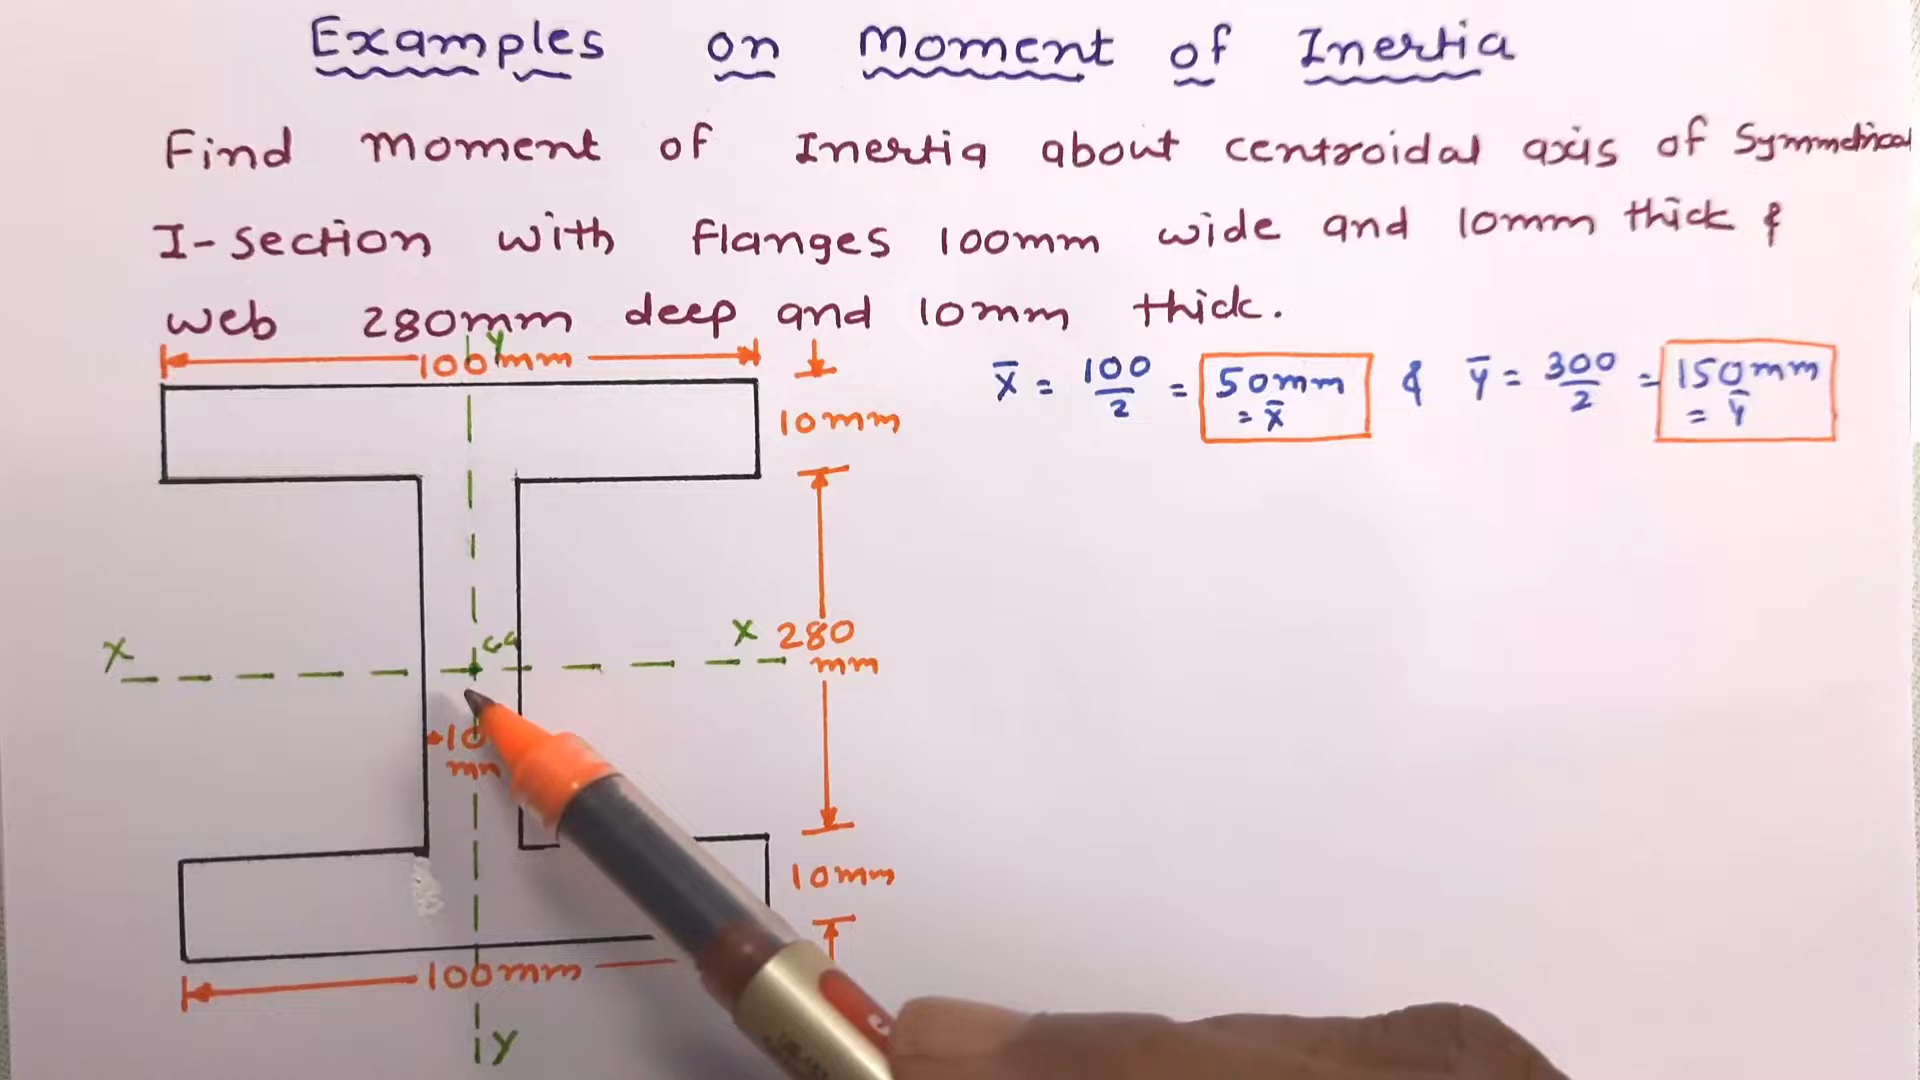 Examples on Moment of Inertia
Find Moment of Inertia about centroidal axis of Symmetrical
I-section with flanges 100mm wide and 10mm thick &
web 280mm deep and 10mm thick.
y
100mm
10mm
x̄ = 100/2 = 50mm = x̄ & ȳ = 300/2 = 150mm = ȳ
X
CG
X
280
mm
10
mm
10mm
100mm
y